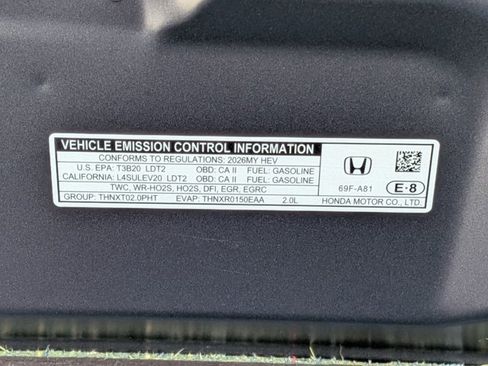 VEHICLE EMISSION CONTROL INFORMATION
CONFORMS TO REGULATIONS: 2026MY HEV
U.S. EPA: T3B20 LDT2 OBD: CA II FUEL: GASOLINE
CALIFORNIA: L4SULEV20 LDT2 OBD: CA II FUEL: GASOLINE
TWC, WR-HO2S, HO2S, DFI, EGR, EGRC
GROUP: THNXT02.0PHT EVAP: THNXR0150EAA 2.0L
69F-A81
E-8
HONDA MOTOR CO., LTD.